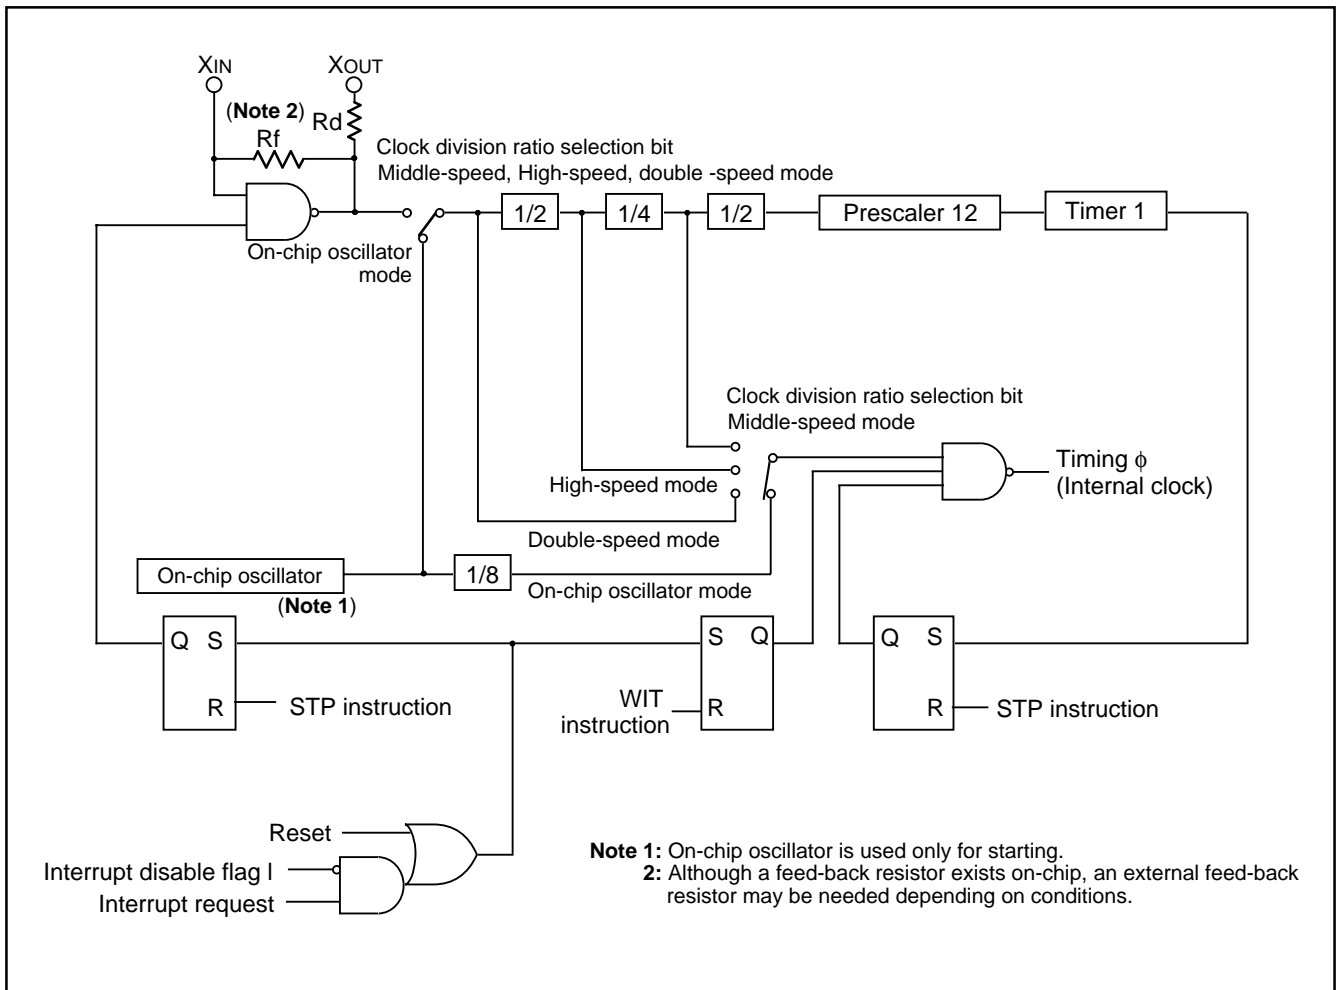 XIN
XOUT
(Note 2)
Rd
Rf
Clock division ratio selection bit
Middle-speed, High-speed, double -speed mode
1/2
1/4
1/2
Prescaler 12
Timer 1
On-chip oscillator
mode
Clock division ratio selection bit
Middle-speed mode
High-speed mode
Double-speed mode
Timing ϕ
(Internal clock)
On-chip oscillator
(Note 1)
1/8
On-chip oscillator mode
Q S
R
STP instruction
S Q
R
WIT
instruction
Q S
R
STP instruction
Reset
Interrupt disable flag I
Interrupt request
Note 1: On-chip oscillator is used only for starting.
2: Although a feed-back resistor exists on-chip, an external feed-back
resistor may be needed depending on conditions.